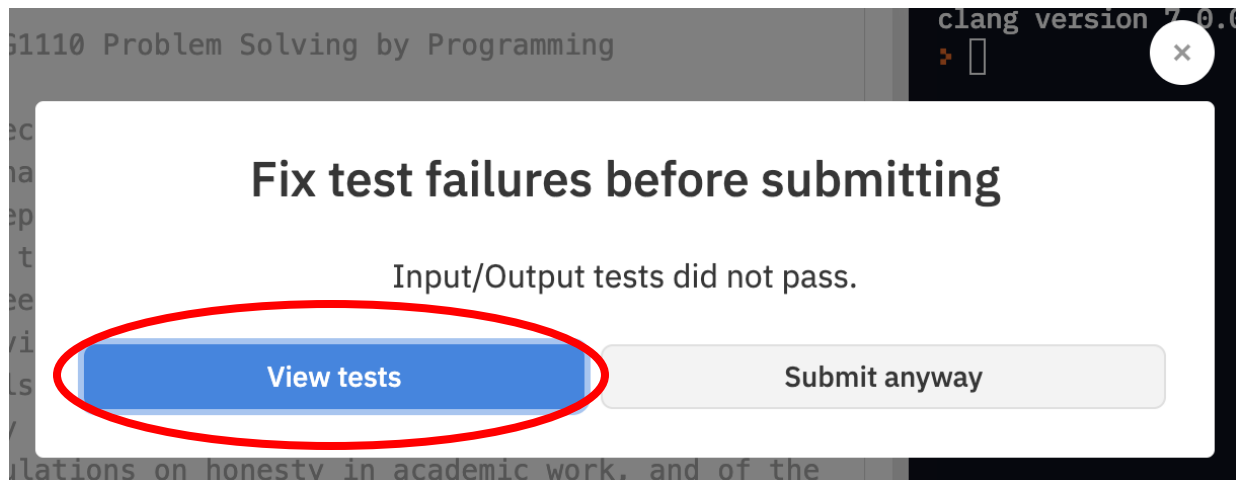 G1110 Problem Solving by Programming
clang version 7.0.0
Fix test failures before submitting
Input/Output tests did not pass.
View tests
Submit anyway
on honesty in academic work, and of the